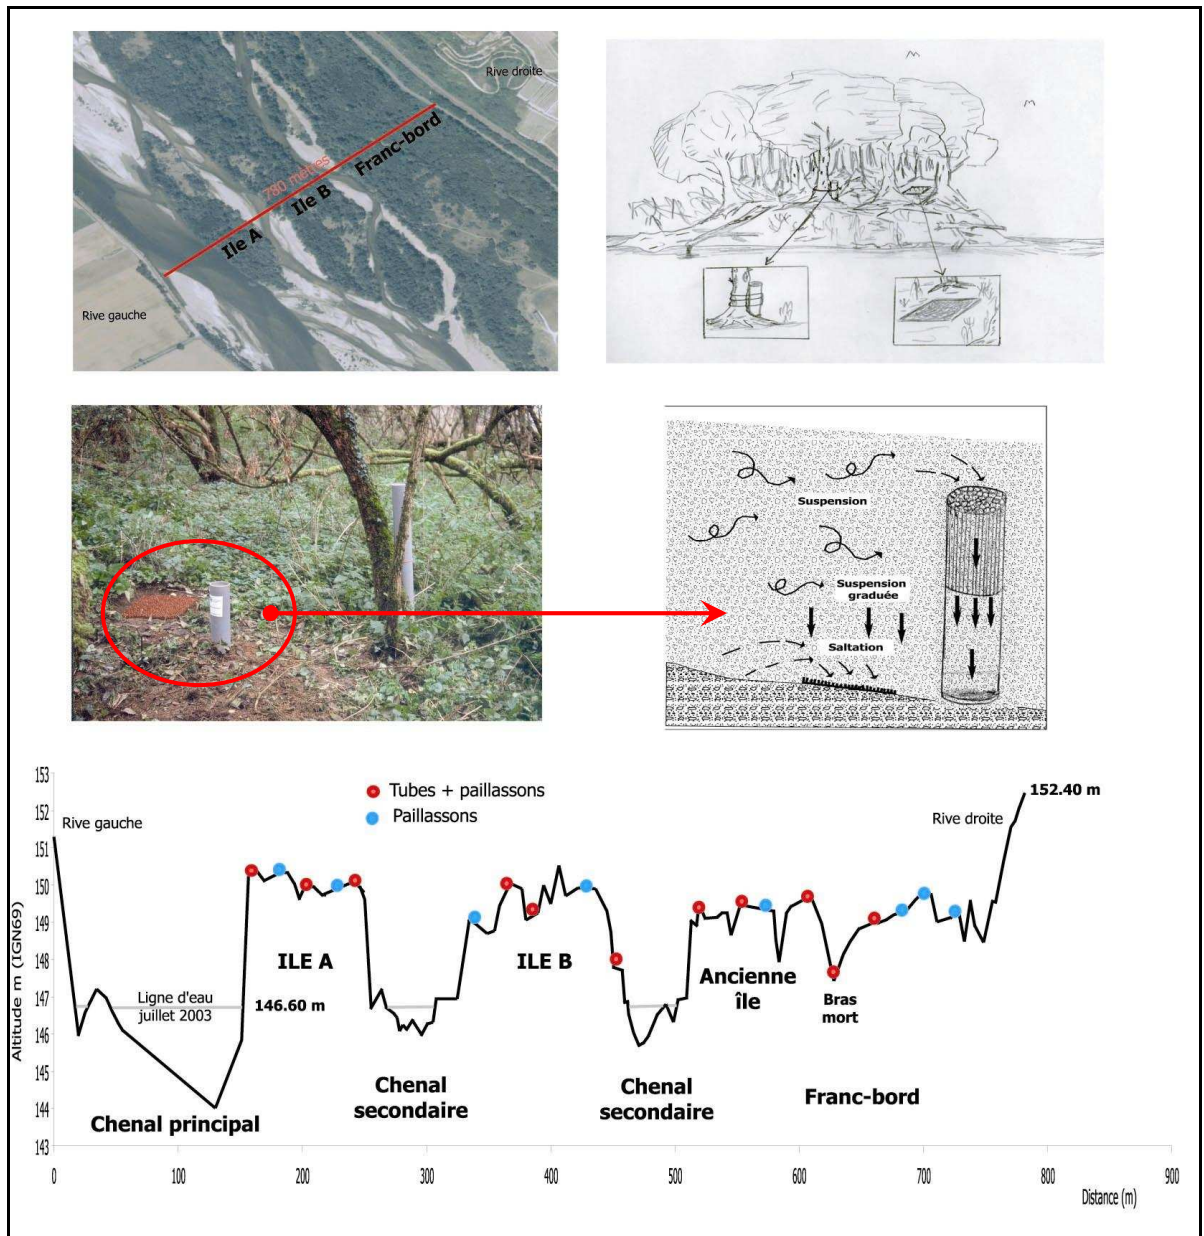 Rive droite
780 mètres
Franc-bord
Ile B
Ile A
Rive gauche
Suspension
Suspension
graduée
Saltation
153
152
151
150
149
148
147
146
145
144
143
Altitude m (IGN69)
Tubes + paillassons
Paillassons
Rive gauche
Rive droite
152.40 m
ILE A
ILE B
Ancienne
île
Ligne d'eau
juillet 2003
146.60 m
Bras
mort
Chenal principal
Chenal
secondaire
Chenal
secondaire
Franc-bord
0
100
200
300
400
500
600
700
800
900
Distance (m)